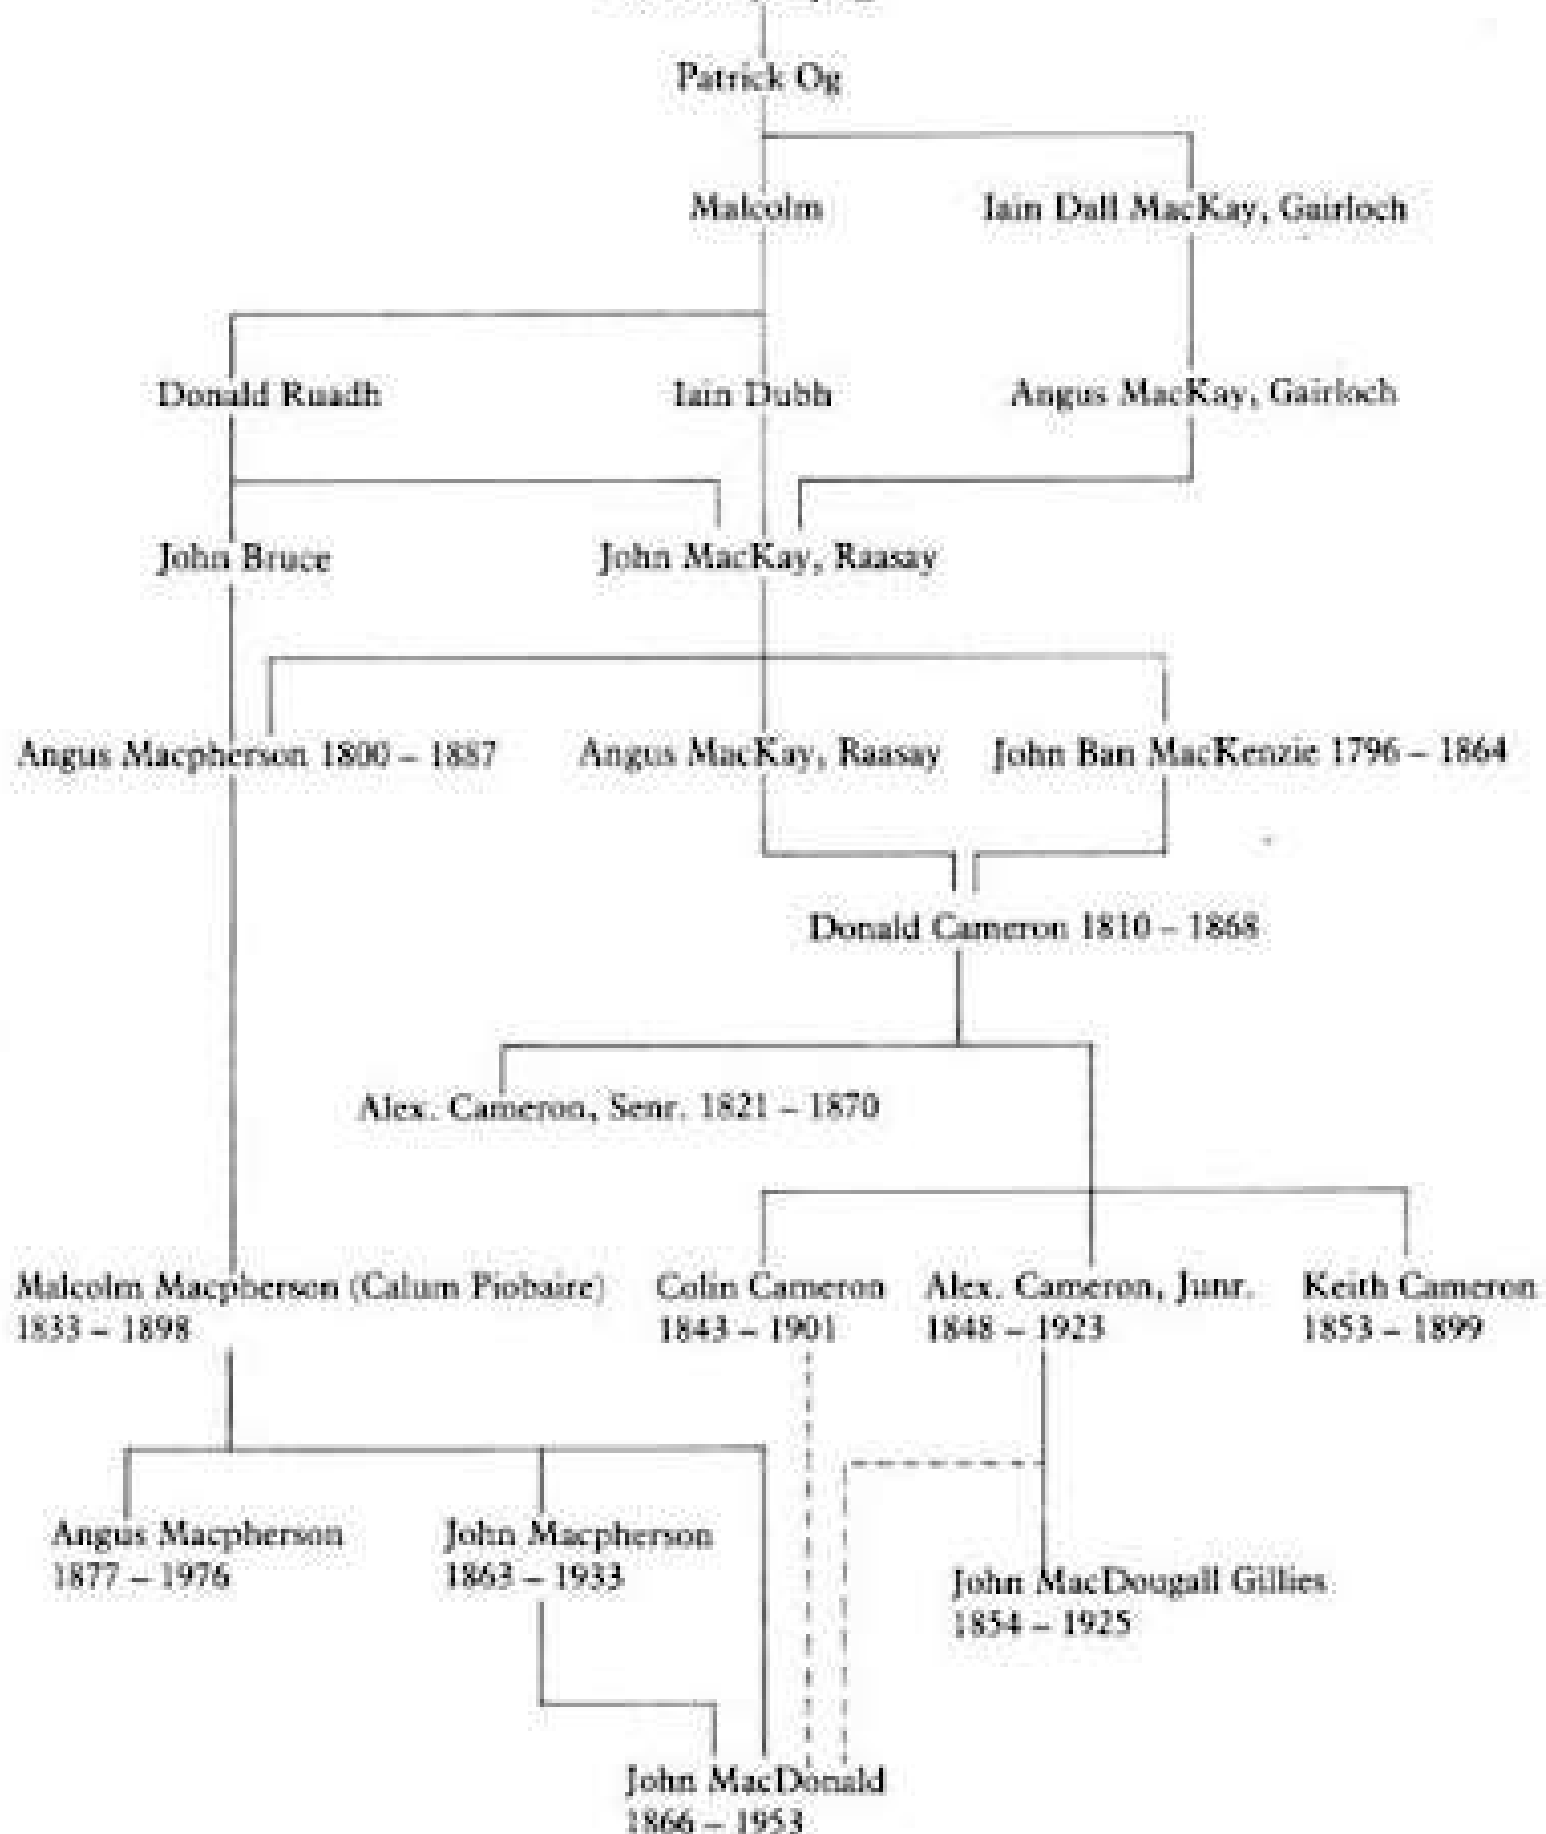 Patrick Og
Malcolm
Iain Dall MacKay, Gairloch
Donald Ruadh
Iain Dubh
Angus MacKay, Gairloch
John Bruce
John MacKay, Raasay
Angus Macpherson 1800 – 1887
Angus MacKay, Raasay
John Ban MacKenzie 1796 – 1864
Donald Cameron 1810 – 1868
Alex. Cameron, Senr. 1821 – 1870
Malcolm Macpherson (Calum Piobaire)
1833 – 1898
Colin Cameron
1843 – 1901
Alex. Cameron, Junr.
1848 – 1923
Keith Cameron
1853 – 1899
Angus Macpherson
1877 – 1976
John Macpherson
1863 – 1933
John MacDougall Gillies
1854 – 1925
John MacDonald
1866 – 1953